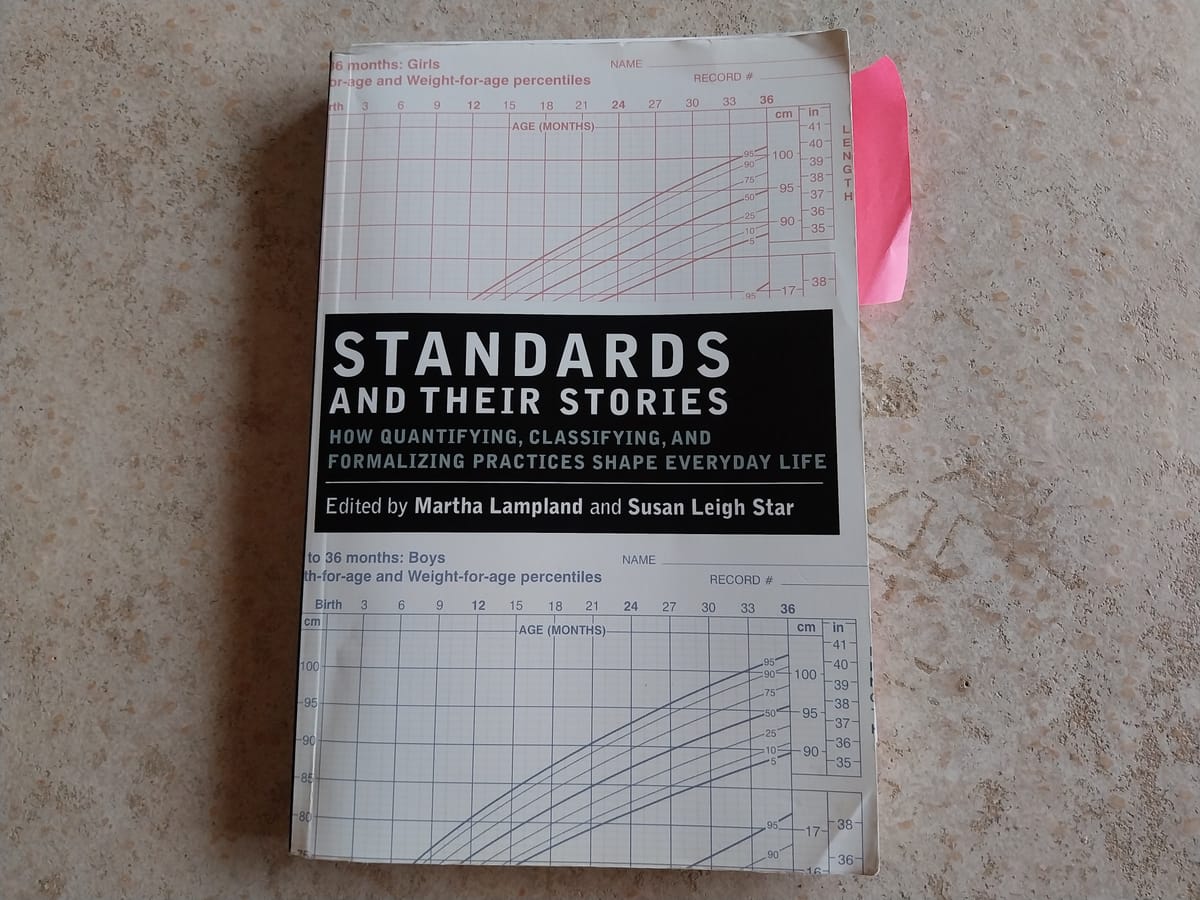 36 months: Girls
NAME
or-age and Weight-for-age percentiles
RECORD #
rth 3 6 9 12 15 18 21 24 27 30 33 36
cm in
AGE (MONTHS)
41
40
39
38
37
36
35
100
95
90
95
90
75
50
25
10
5
LENGTH
95
17
38
STANDARDS
AND THEIR STORIES
HOW QUANTIFYING, CLASSIFYING, AND
FORMALIZING PRACTICES SHAPE EVERYDAY LIFE
Edited by Martha Lampland and Susan Leigh Star
to 36 months: Boys
NAME
th-for-age and Weight-for-age percentiles
RECORD #
Birth 3 6 9 12 15 18 21 24 27 30 33 36
cm
cm in
AGE (MONTHS)
41
40
39
38
37
36
35
100
95
90
95
90
75
50
25
10
5
100
95
90
85
80
95
90
17
38
36
16